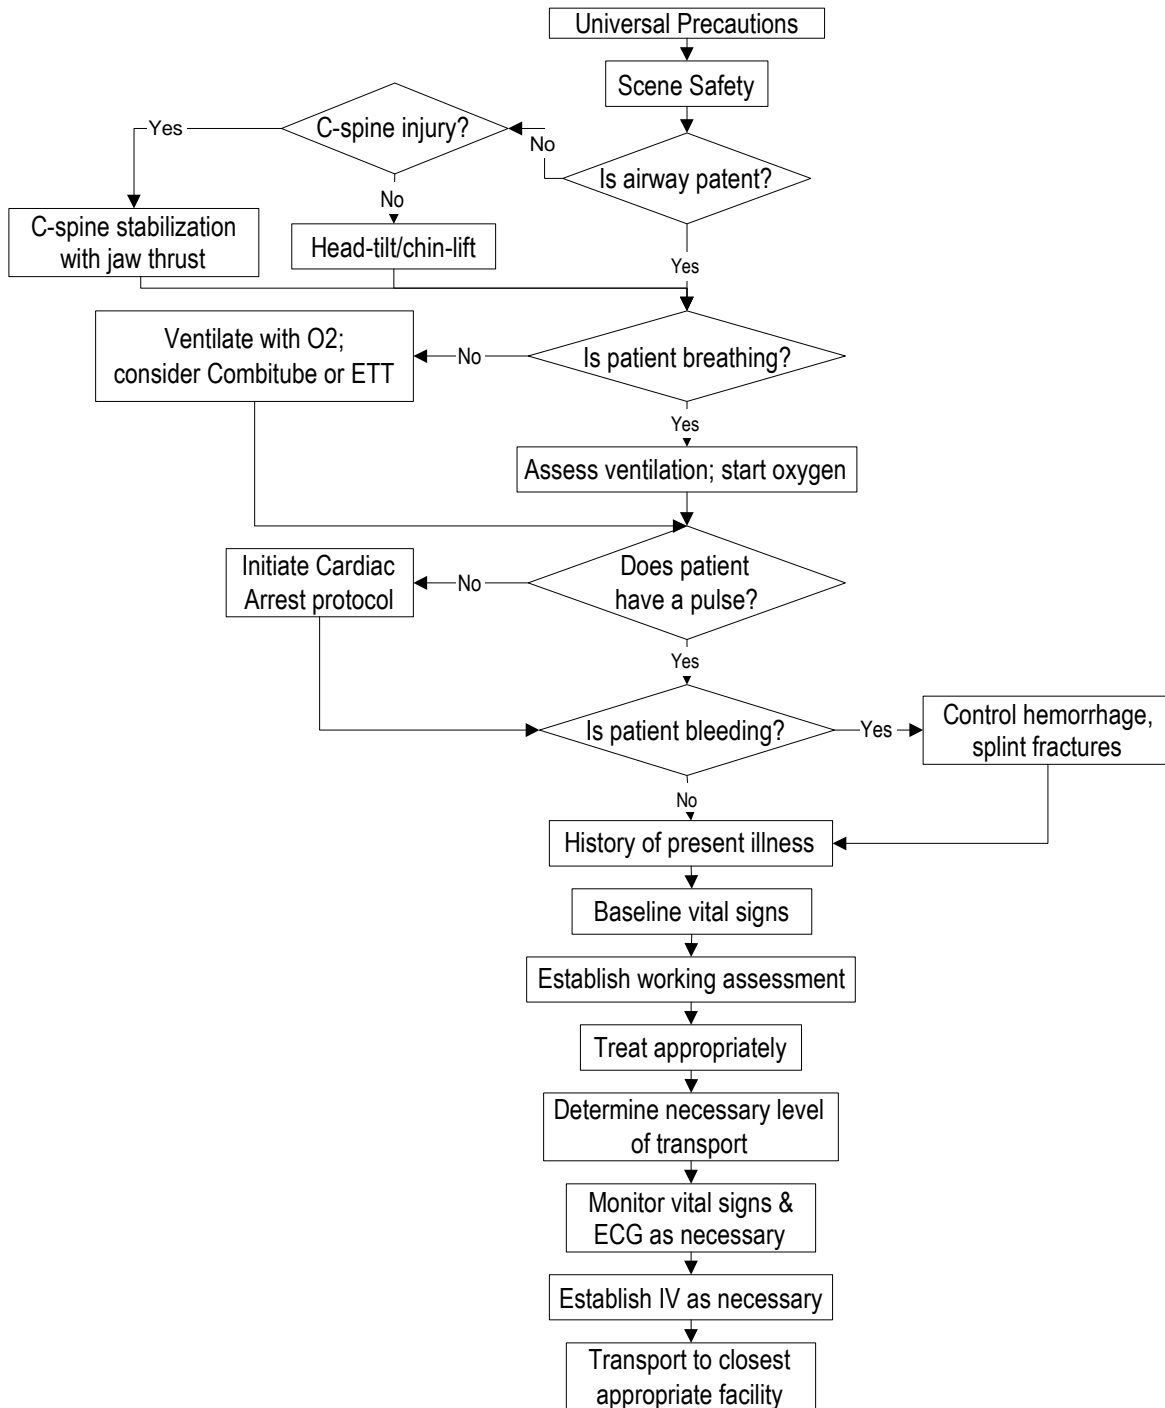 Universal Precautions
Scene Safety
C-spine injury?
Yes
No
Is airway patent?
No
C-spine stabilization
with jaw thrust
Head-tilt/chin-lift
Yes
Ventilate with O2;
consider Combitube or ETT
No
Is patient breathing?
Yes
Assess ventilation; start oxygen
Initiate Cardiac
Arrest protocol
No
Does patient
have a pulse?
Yes
Is patient bleeding?
Yes
Control hemorrhage,
splint fractures
No
History of present illness
Baseline vital signs
Establish working assessment
Treat appropriately
Determine necessary level
of transport
Monitor vital signs &
ECG as necessary
Establish IV as necessary
Transport to closest
appropriate facility